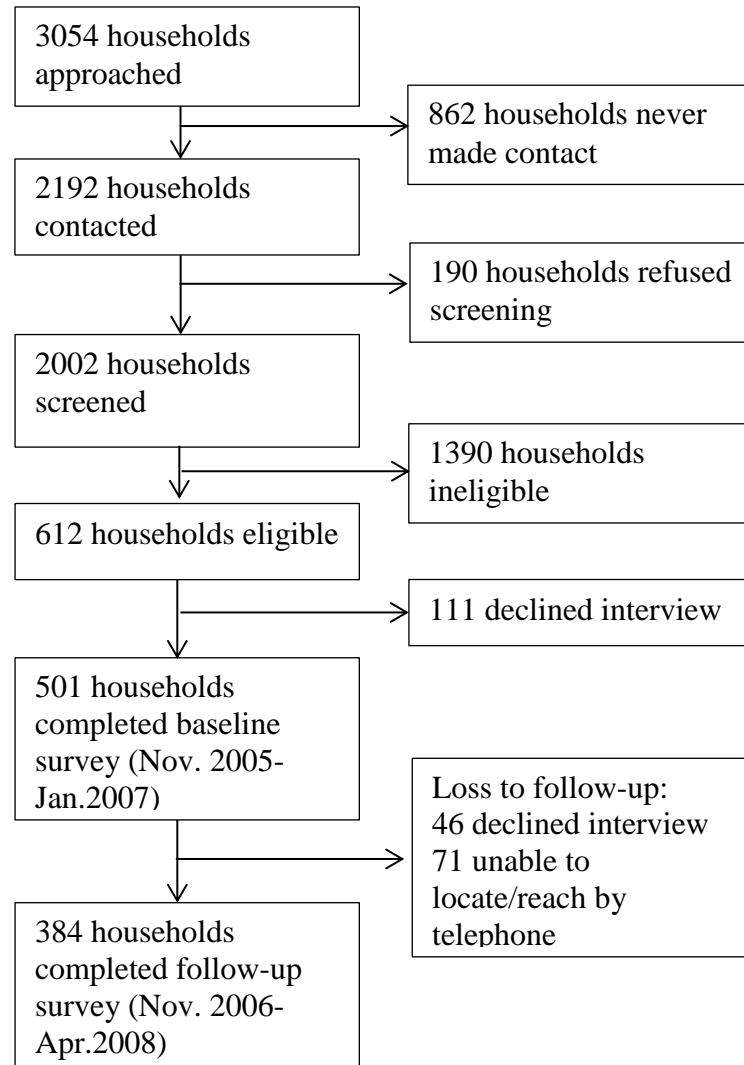 3054 households
approached
862 households never
made contact
2192 households
contacted
190 households refused
screening
2002 households
screened
1390 households
ineligible
612 households eligible
111 declined interview
501 households
completed baseline
survey (Nov. 2005-
Jan.2007)
Loss to follow-up:
46 declined interview
71 unable to
locate/reach by
telephone
384 households
completed follow-up
survey (Nov. 2006-
Apr.2008)